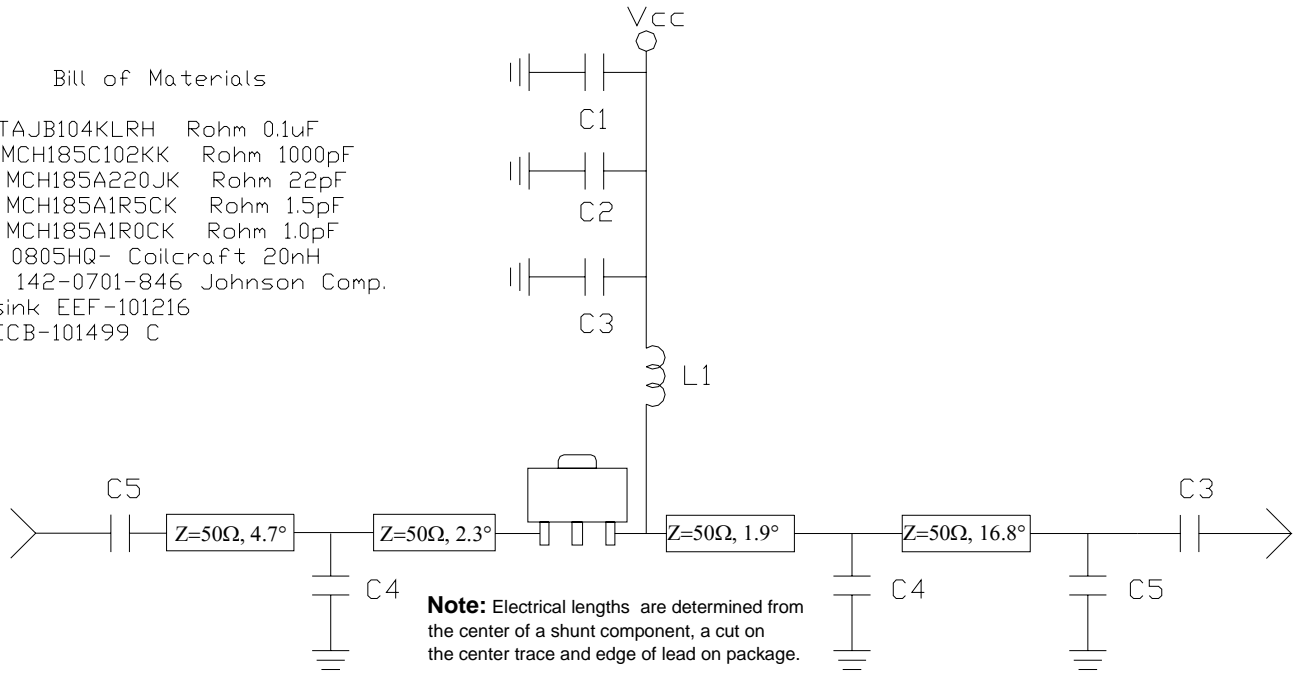 Bill of Materials
TAJB104KLRH Rohm 0.1uF
MCH185C102KK Rohm 1000pF
MCH185A220JK Rohm 22pF
MCH185A1R5CK Rohm 1.5pF
MCH185A1R0CK Rohm 1.0pF
0805HQ- Coilcraft 20nH
142-0701-846 Johnson Comp.
sink EEF-101216
ECB-101499 C
Vcc
C1
C2
C3
L1
C5
C3
Z=50Ω, 4.7°
Z=50Ω, 2.3°
Z=50Ω, 1.9°
Z=50Ω, 16.8°
C4
C4
C5
Note: Electrical lengths are determined from
the center of a shunt component, a cut on
the center trace and edge of lead on package.